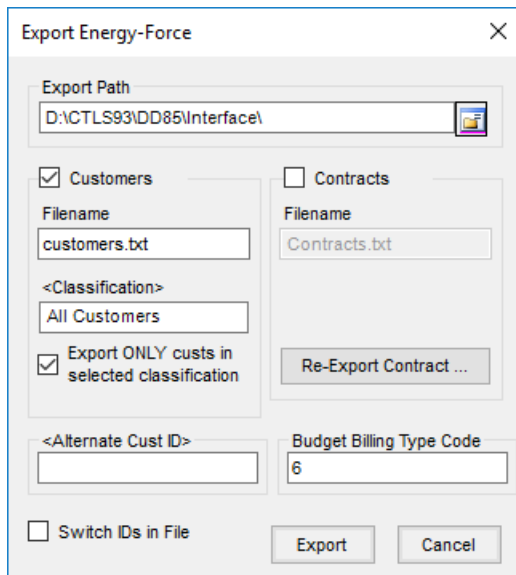 Export Energy-Force
Export Path
D:\CTLS93\DD85\Interface\
Customers
Filename
customers.txt
<Classification>
All Customers
Export ONLY custs in
selected classification
Contracts
Filename
Contracts.txt
Re-Export Contract ...
<Alternate Cust ID>
Budget Billing Type Code
6
Switch IDs in File
Export
Cancel